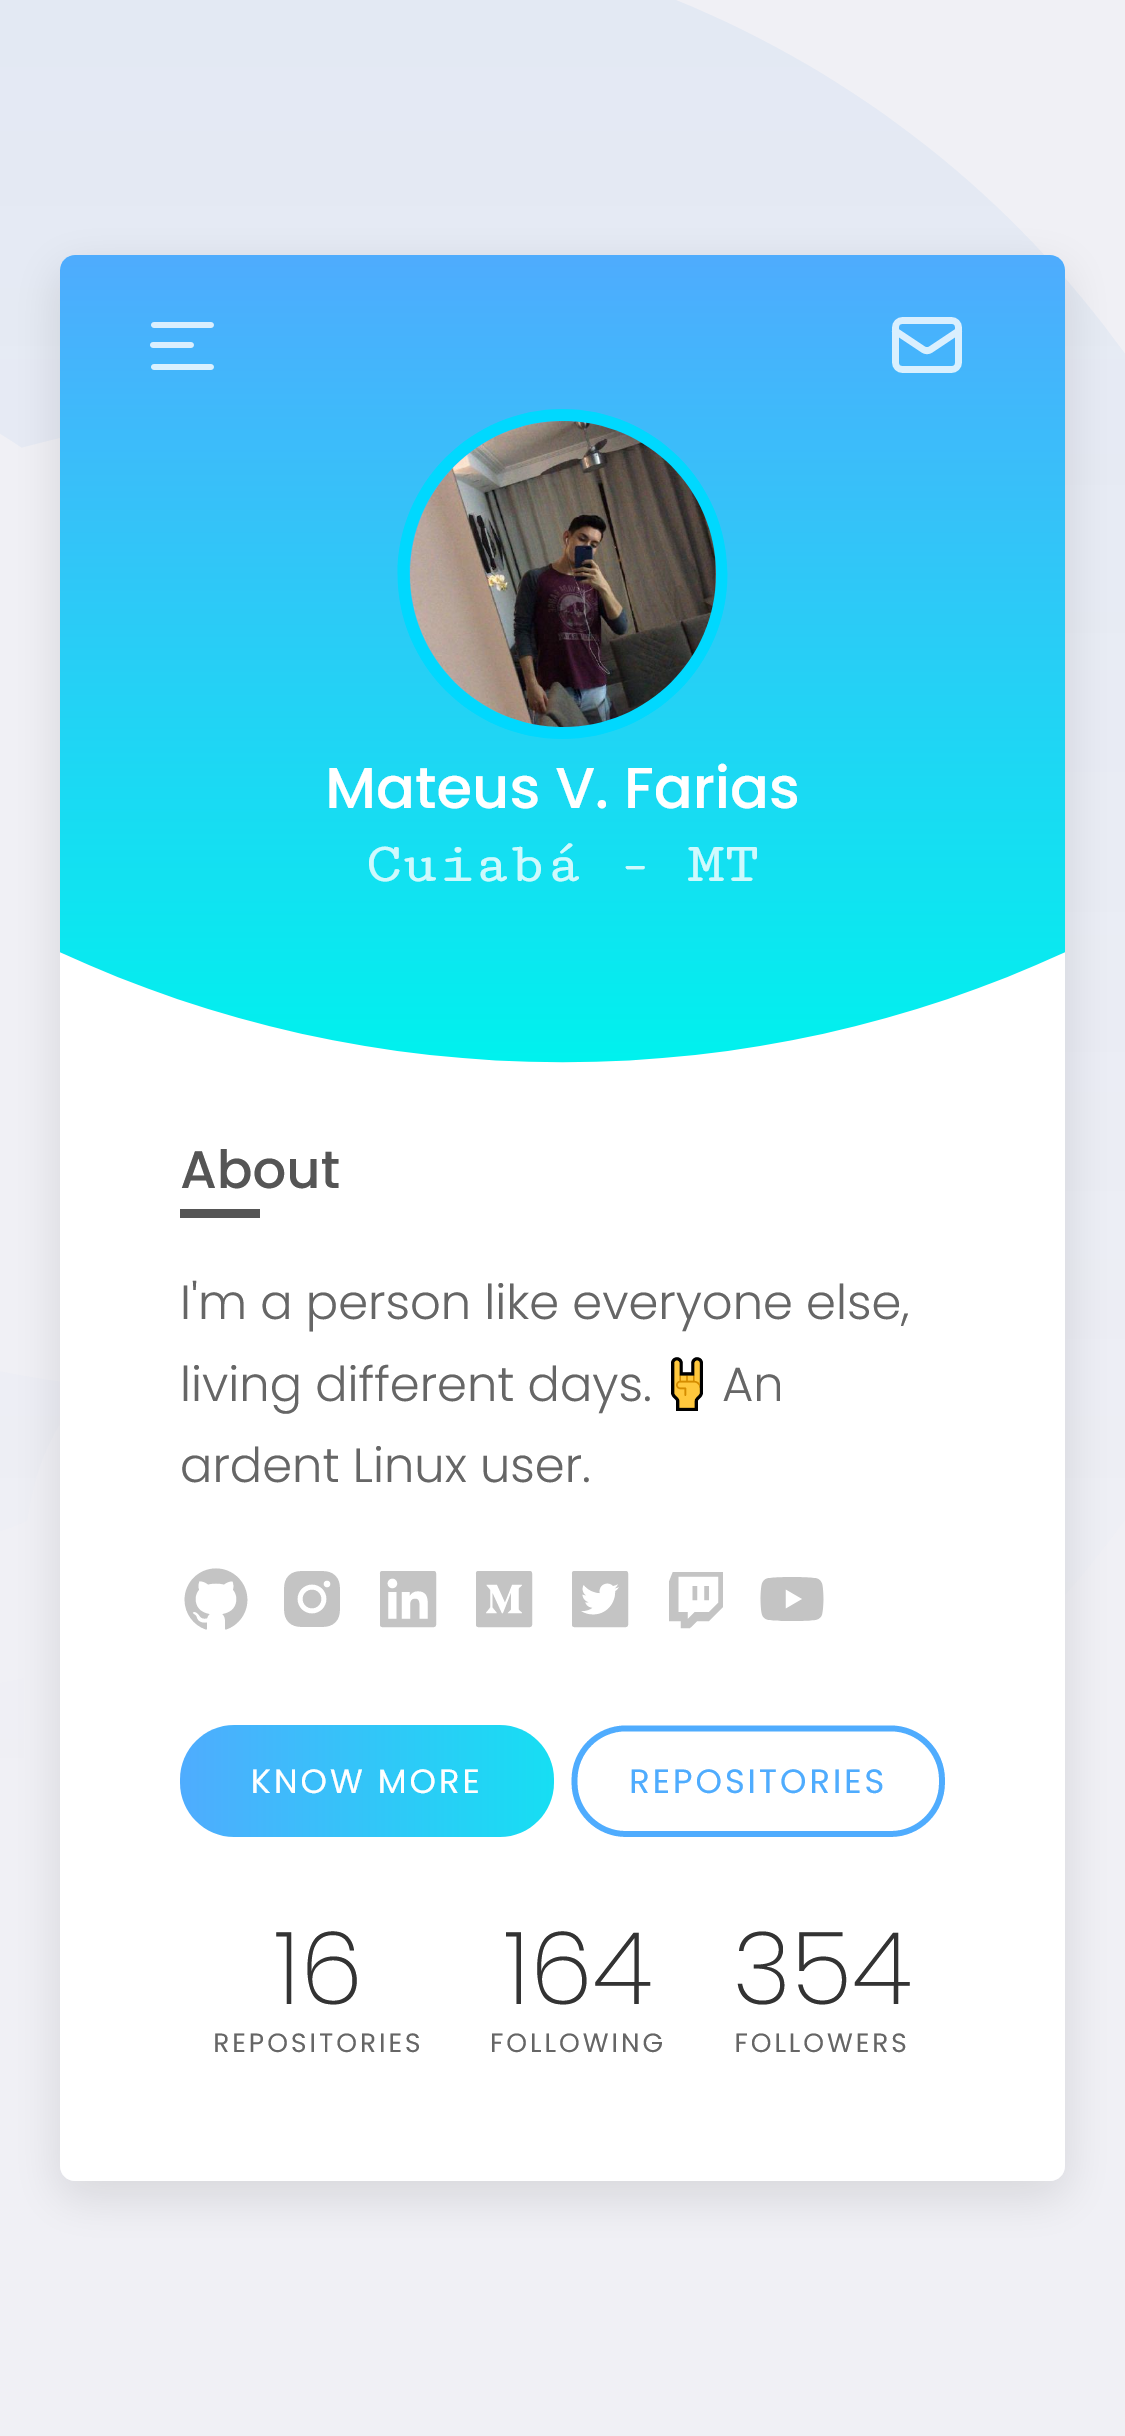 Mateus V. Farias
Cuiabá - MT
About
I'm a person like everyone else,
living different days. 🤘 An
ardent Linux user.
KNOW MORE
REPOSITORIES
16
REPOSITORIES
164
FOLLOWING
354
FOLLOWERS